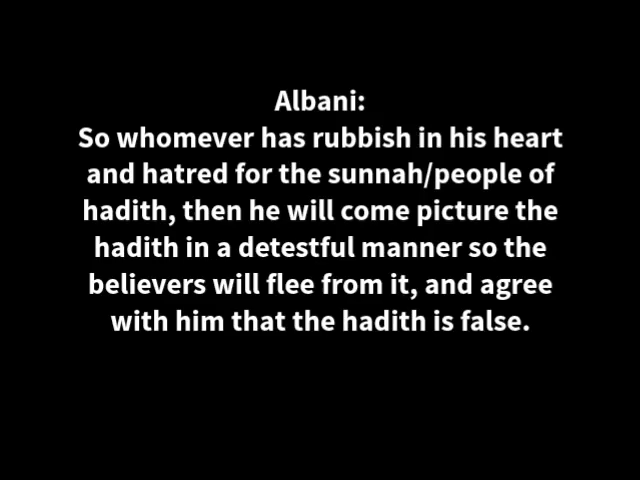 Albani:
So whomever has rubbish in his heart
and hatred for the sunnah/people of
hadith, then he will come picture the
hadith in a detestful manner so the
believers will flee from it, and agree
with him that the hadith is false.